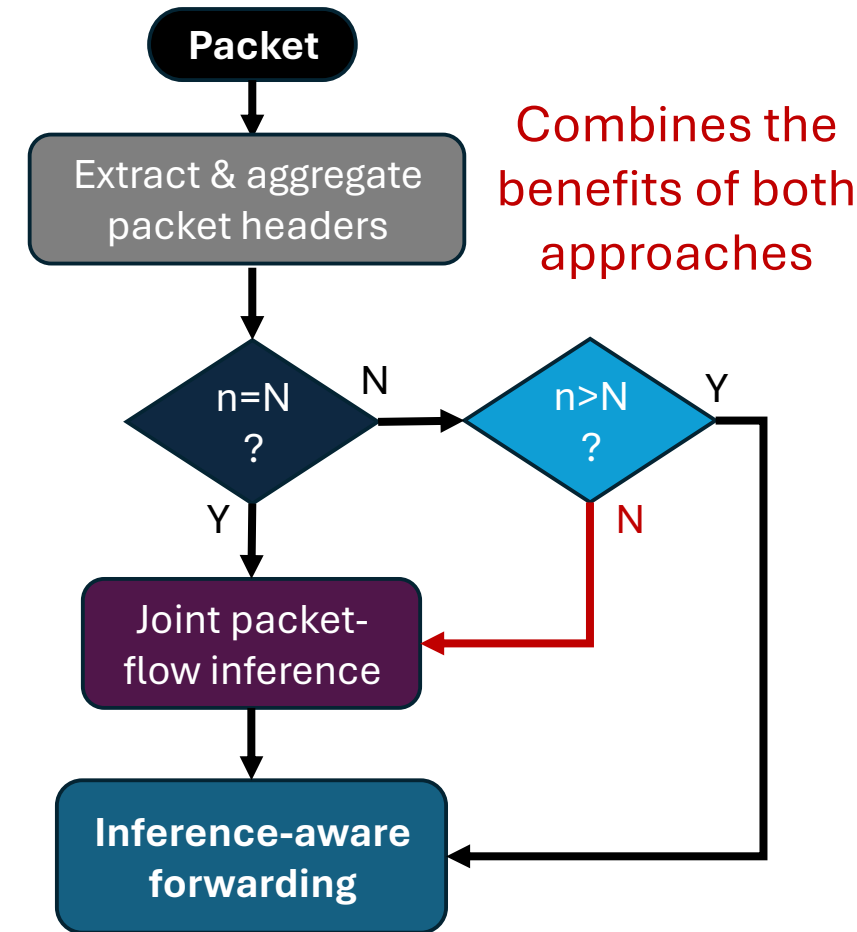 Packet
Combines the
benefits of both
approaches
Extract & aggregate
packet headers
n=N
?
N
n>N
?
Y
Y
N
Joint packet-
flow inference
Inference-aware
forwarding